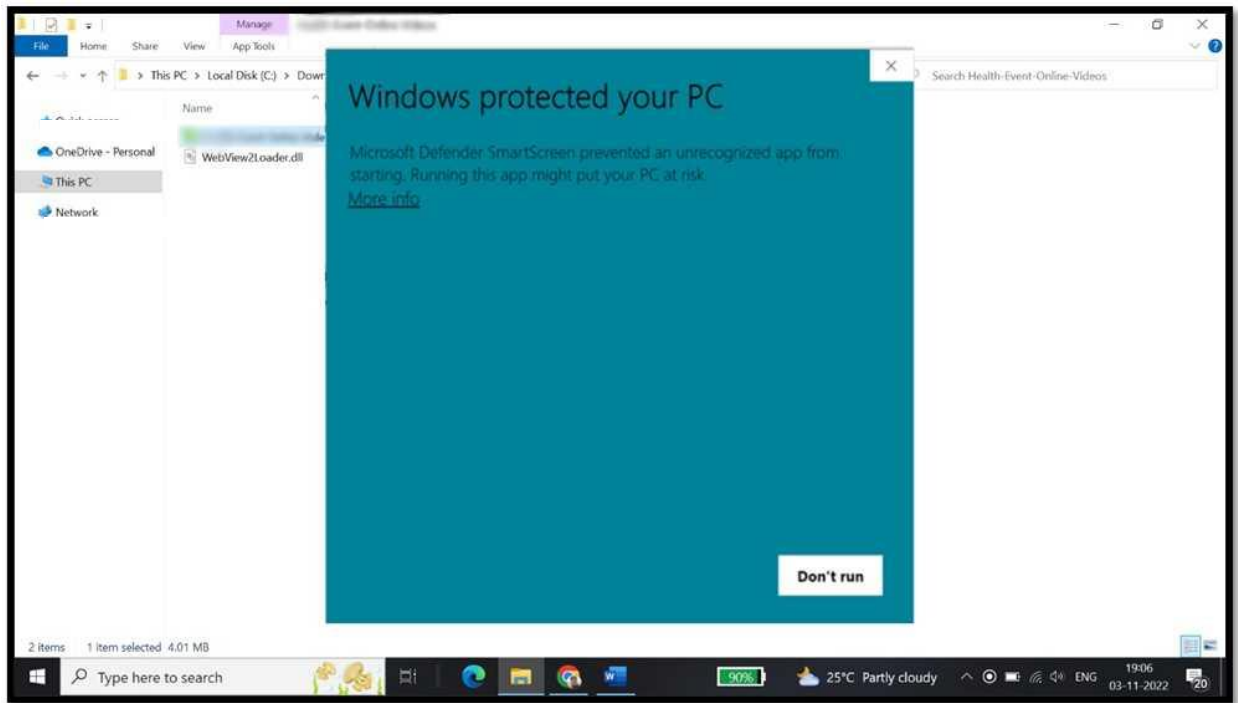 Manage
File Home Share View App Tools
This PC > Local Disk (C:) >
Search Health-Event-Online-Videos
Name
OneDrive - Personal
WebView2Loader.dll
This PC
Network
Windows protected your PC
Microsoft Defender SmartScreen prevented an unrecognized app from
starting. Running this app might put your PC at risk.
More info
Don't run
2 items 1 item selected 4.01 MB
Type here to search
90%
25°C Partly cloudy
ENG
19:06
03-11-2022
20